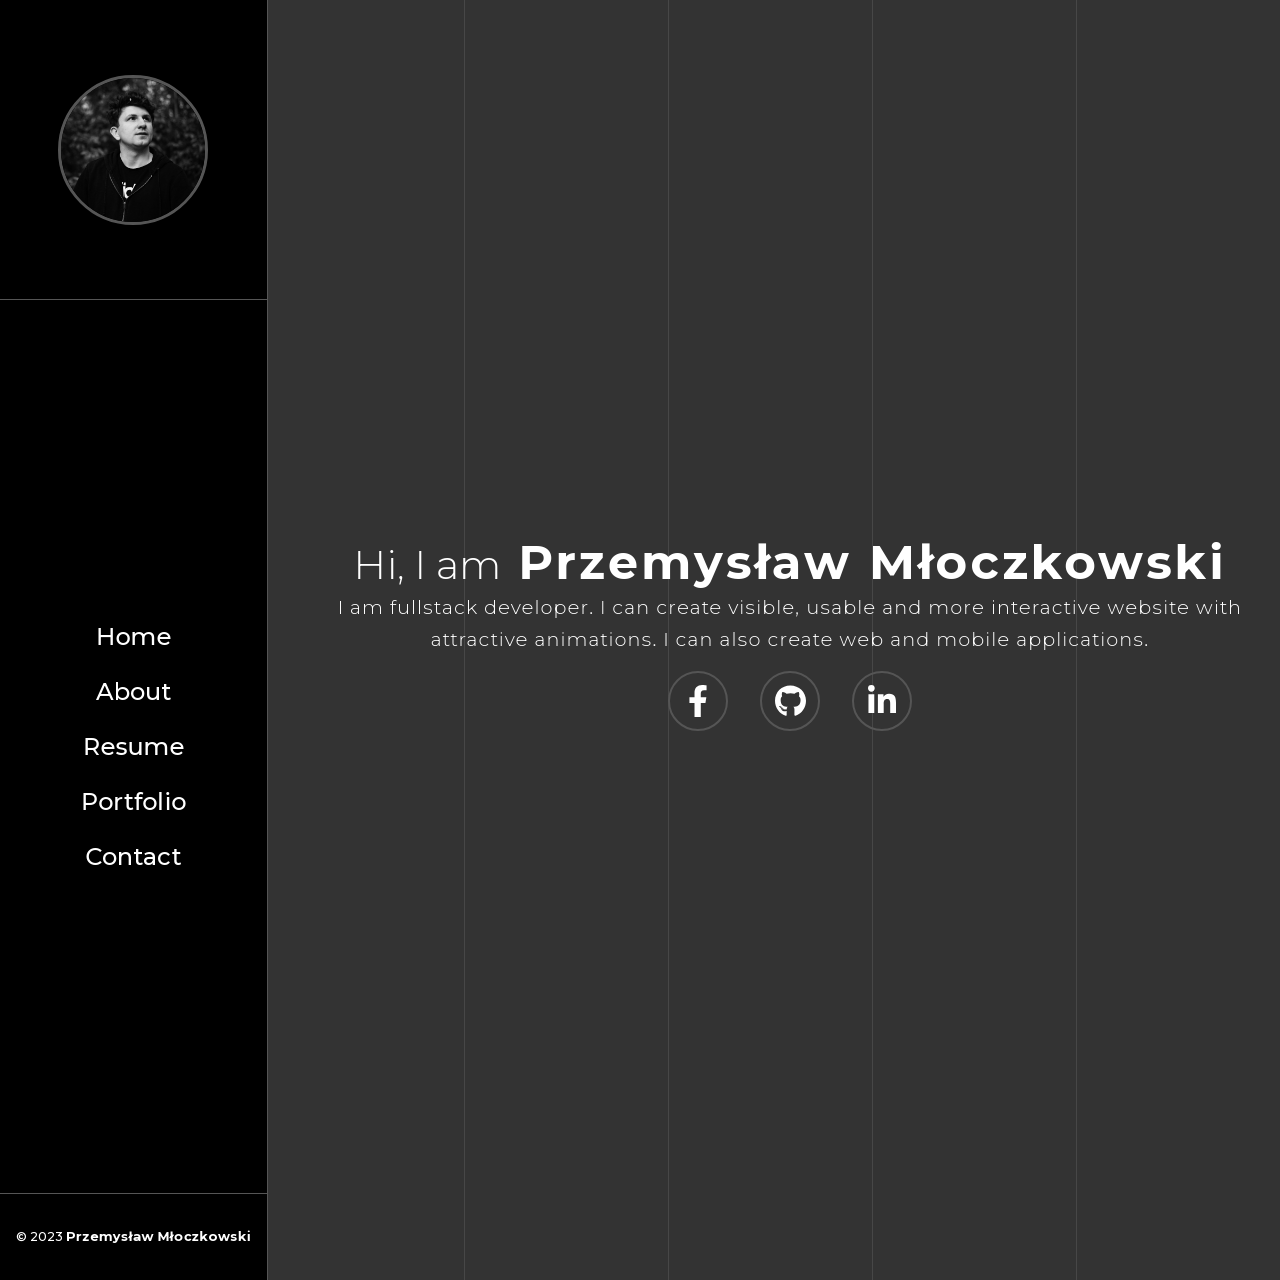 Home
About
Resume
Portfolio
Contact
© 2023 Przemysław Młoczkowski
Hi, I am Przemysław Młoczkowski
I am fullstack developer. I can create visible, usable and more interactive website with
attractive animations. I can also create web and mobile applications.